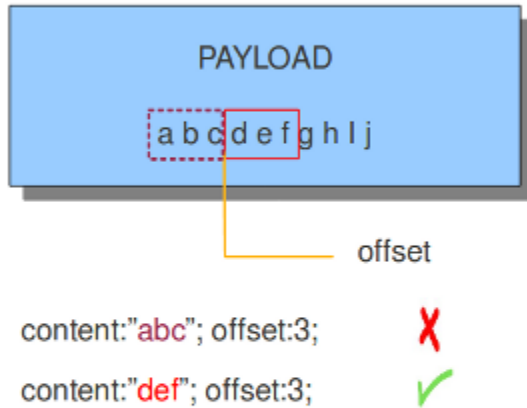 PAYLOAD
a b c d e f g h I j
offset
content:”abc”; offset:3;
content:”def”; offset:3;